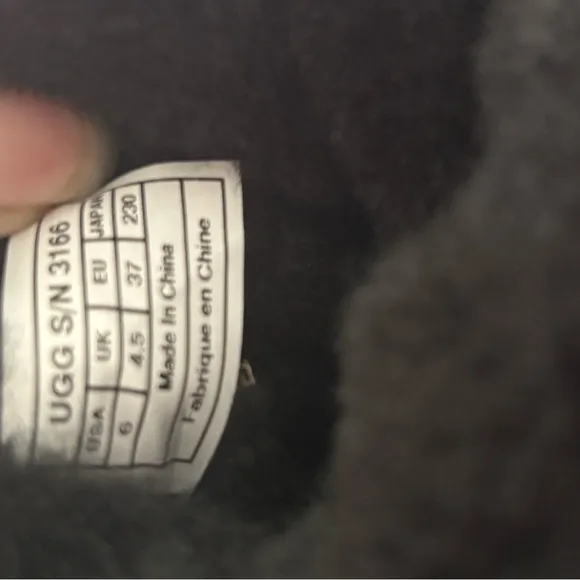 UGG S/N 3166
USA UK EU JAPAN
6 4.5 37 230
Made In China
Fabrique en Chine